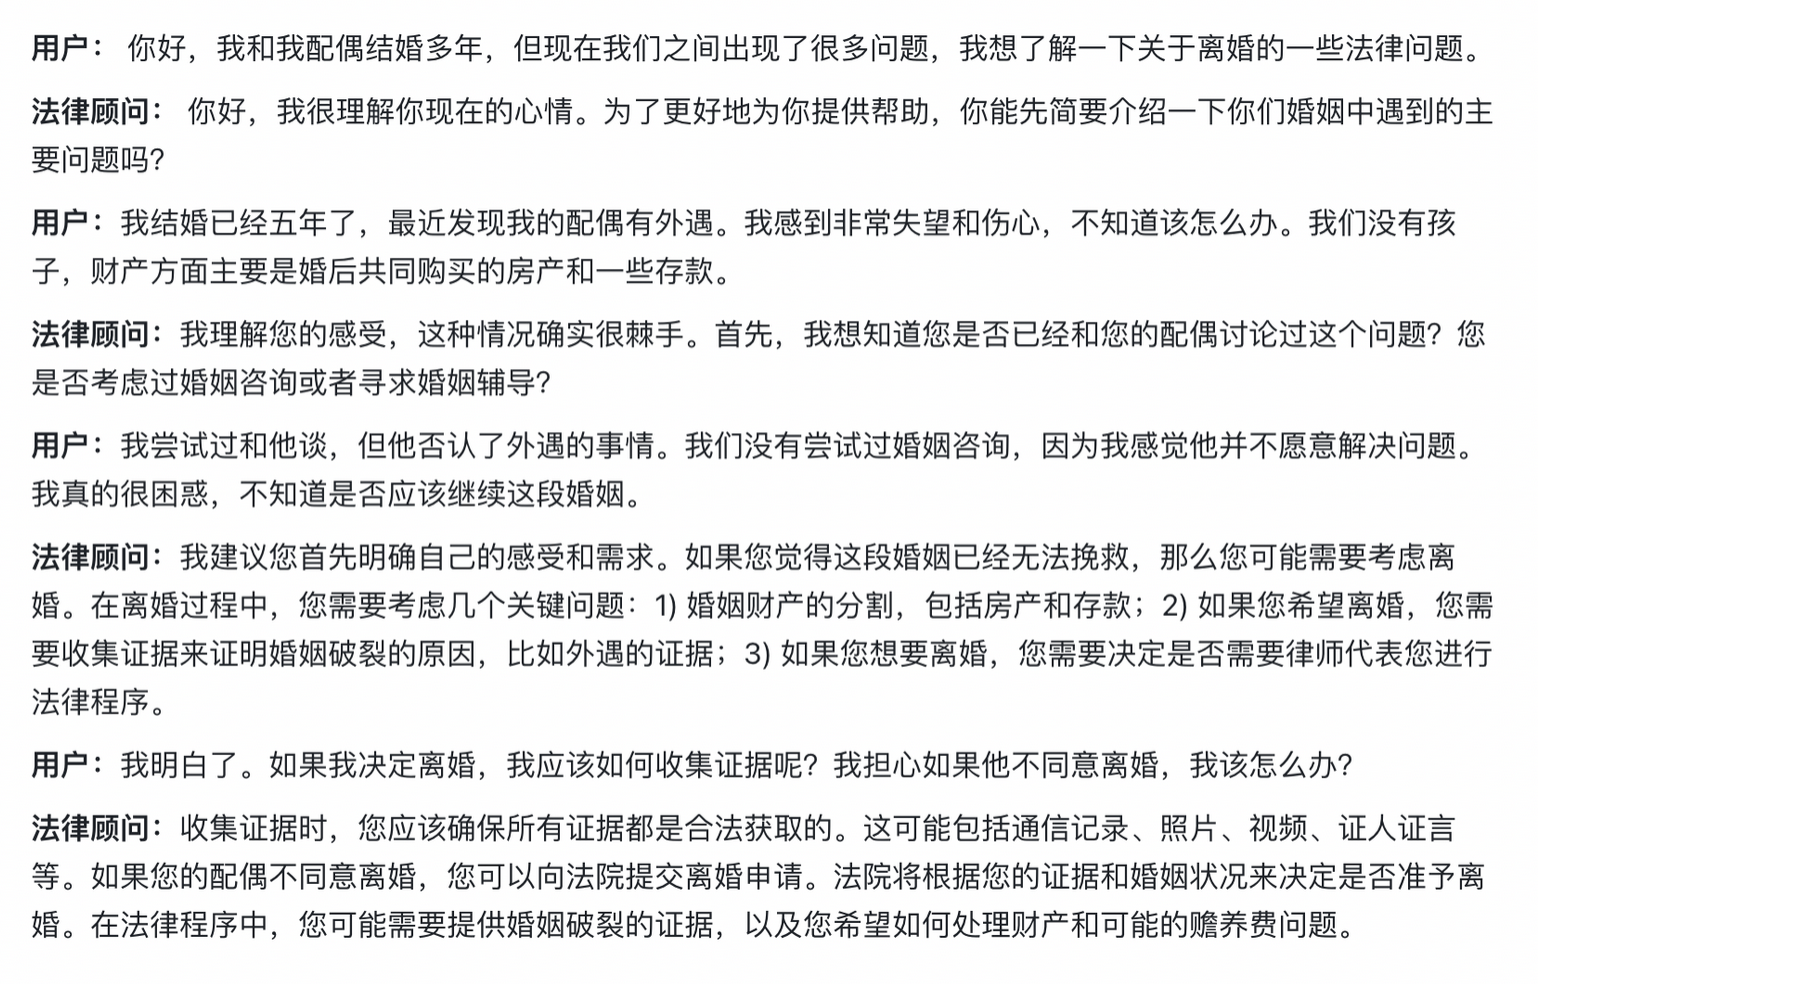 用户： 你好，我和我配偶结婚多年，但现在我们之间出现了很多问题，我想了解一下关于离婚的一些法律问题。
法律顾问： 你好，我很理解你现在的心情。为了更好地为你提供帮助，你能先简要介绍一下你们婚姻中遇到的主
要问题吗？
用户：我结婚已经五年了，最近发现我的配偶有外遇。我感到非常失望和伤心，不知道该怎么办。我们没有孩
子，财产方面主要是婚后共同购买的房产和一些存款。
法律顾问：我理解您的感受，这种情况确实很棘手。首先，我想知道您是否已经和您的配偶讨论过这个问题？您
是否考虑过婚姻咨询或者寻求婚姻辅导？
用户：我尝试过和他谈，但他否认了外遇的事情。我们没有尝试过婚姻咨询，因为我感觉他并不愿意解决问题。
我真的很困惑，不知道是否应该继续这段婚姻。
法律顾问：我建议您首先明确自己的感受和需求。如果您觉得这段婚姻已经无法挽救，那么您可能需要考虑离
婚。在离婚过程中，您需要考虑几个关键问题：1) 婚姻财产的分割，包括房产和存款；2) 如果您希望离婚，您需
要收集证据来证明婚姻破裂的原因，比如外遇的证据；3) 如果您想要离婚，您需要决定是否需要律师代表您进行
法律程序。
用户：我明白了。如果我决定离婚，我应该如何收集证据呢？我担心如果他不同意离婚，我该怎么办？
法律顾问：收集证据时，您应该确保所有证据都是合法获取的。这可能包括通信记录、照片、视频、证人证言
等。如果您的配偶不同意离婚，您可以向法院提交离婚申请。法院将根据您的证据和婚姻状况来决定是否准予离
婚。在法律程序中，您可能需要提供婚姻破裂的证据，以及您希望如何处理财产和可能的赡养费问题。